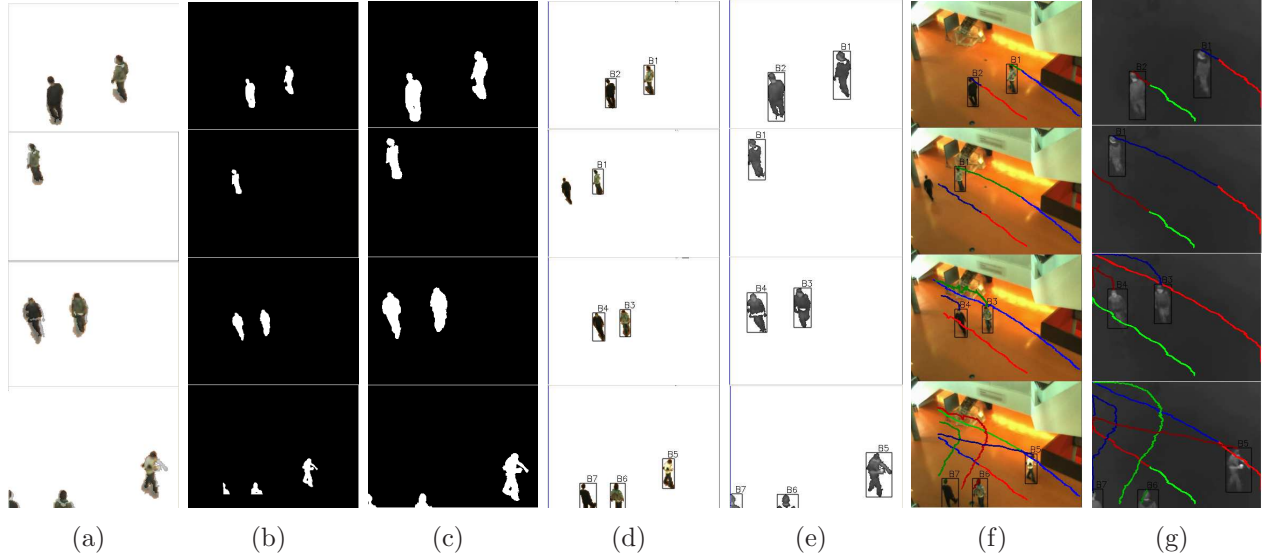 B2 B1 B2 B1 B2 B1 B2 B1
B1 B1 B1 B1
B4 B3 B4 B3 B4 B3 B4 B3
B7 B6 B5 B7 B6 B5 B7 B6 B5 B7 B6 B5
(a) (b) (c) (d) (e) (f) (g)